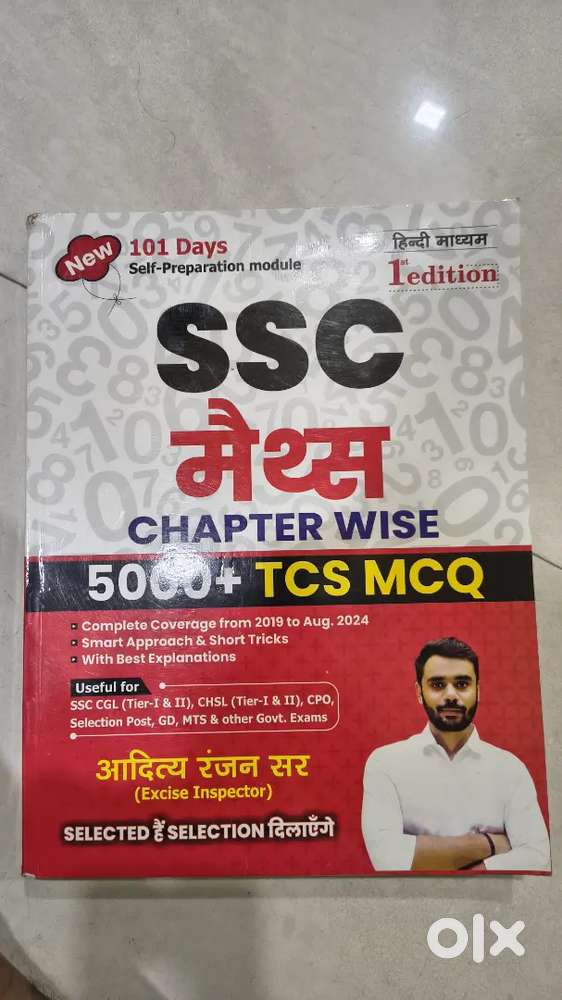 New
101 Days
Self-Preparation module
हिन्दी माध्यम
1st edition
SSC
मैथ्स
CHAPTER WISE
5000+ TCS MCQ
Complete Coverage from 2019 to Aug. 2024
Smart Approach & Short Tricks
With Best Explanations
Useful for
SSC CGL (Tier-I & II), CHSL (Tier-I & II), CPO,
Selection Post, GD, MTS & other Govt. Exams
आदित्य रंजन सर
(Excise Inspector)
SELECTED हैं SELECTION दिलाएँगे
olx